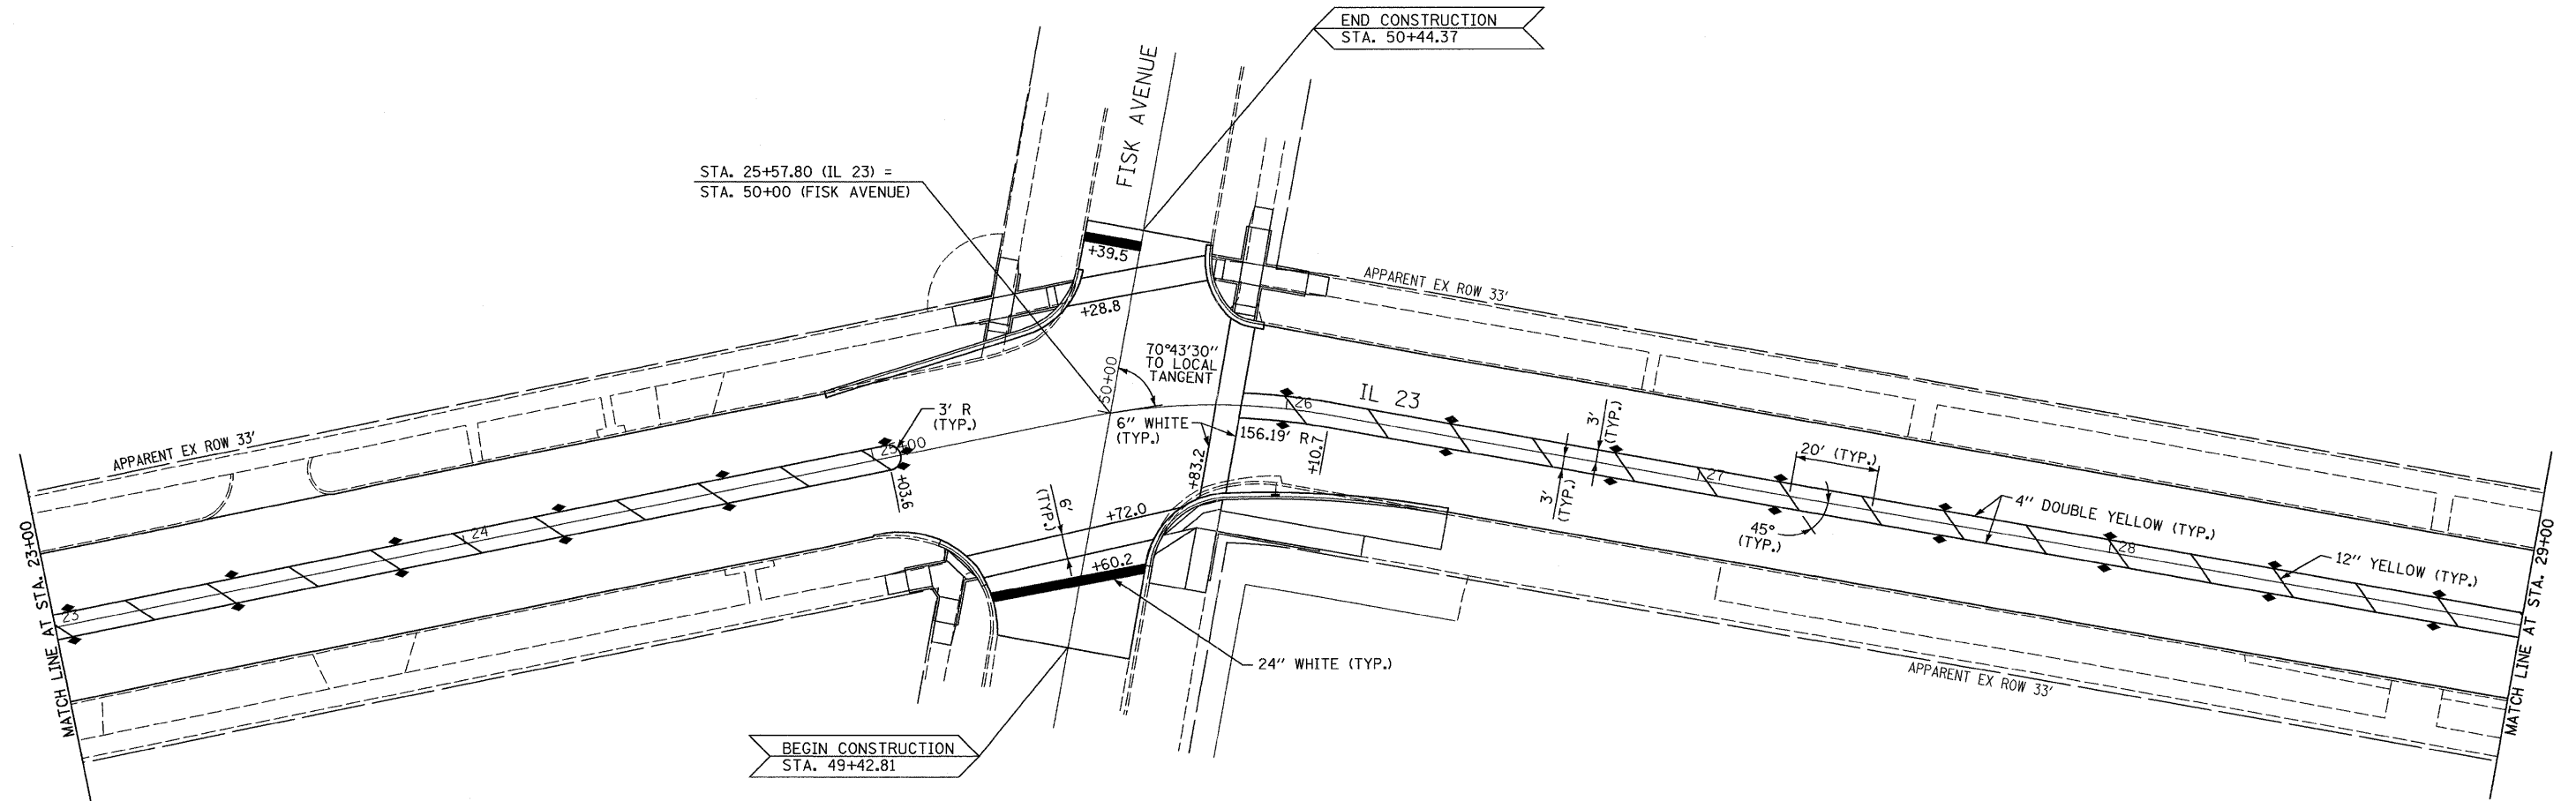 END CONSTRUCTION
STA. 50+44.37
FISK AVENUE
STA. 25+57.80 (IL 23) =
STA. 50+00 (FISK AVENUE)
+39.5
+28.8
APPARENT EX ROW 33'
70°43'30"
TO LOCAL
TANGENT
50+00
IL 23
26
3' R
(TYP.)
6" WHITE
(TYP.)
156.19' R
+10.7
3'
(TYP.)
3'
(TYP.)
20' (TYP.)
27
25+00
APPARENT EX ROW 33'
+83.2
+03.6
6'
(TYP.)
+72.0
45°
(TYP.)
4" DOUBLE YELLOW (TYP.)
24
28
+60.2
12" YELLOW (TYP.)
23
MATCH LINE AT STA. 23+00
MATCH LINE AT STA. 29+00
24" WHITE (TYP.)
APPARENT EX ROW 33'
BEGIN CONSTRUCTION
STA. 49+42.81